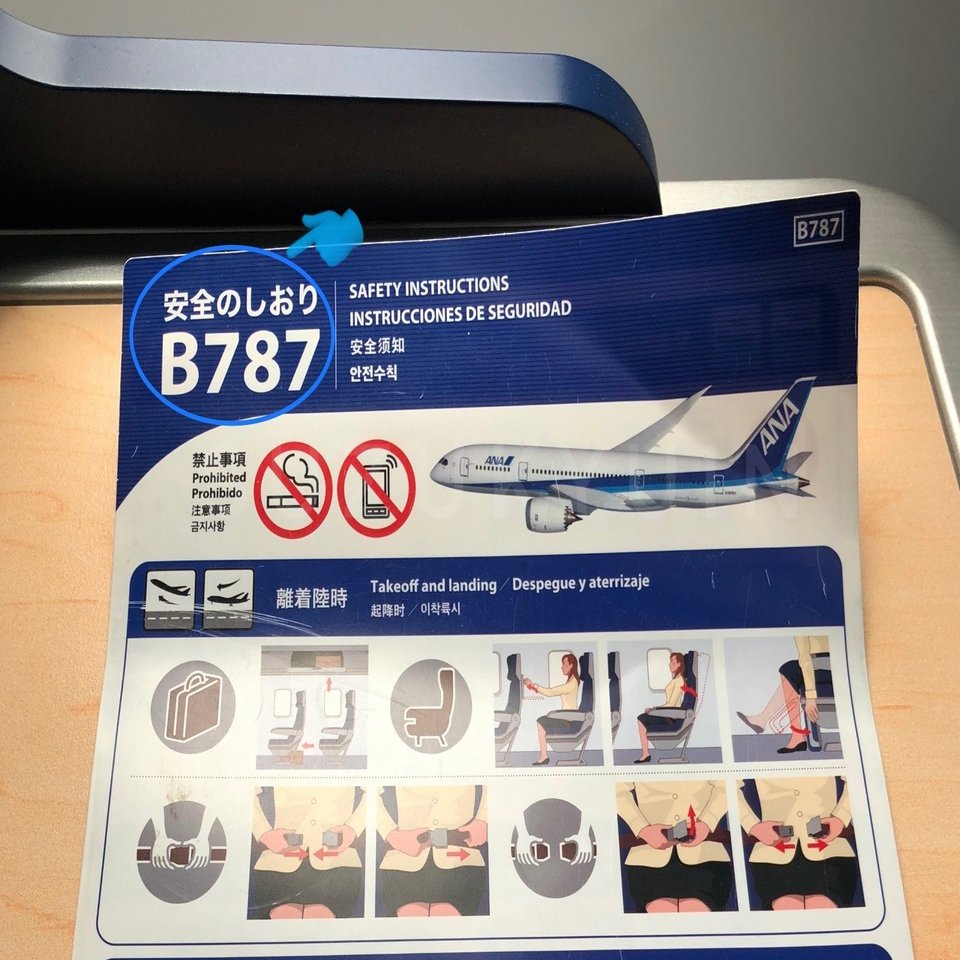 B787
安全のしおり
B787
SAFETY INSTRUCTIONS
INSTRUCCIONES DE SEGURIDAD
安全须知
안전수칙
禁止事項
Prohibited
Prohibido
注意事项
금지사항
ANA
ANA
離着陸時
Takeoff and landing / Despegue y aterrizaje
起降时 / 이착륙시